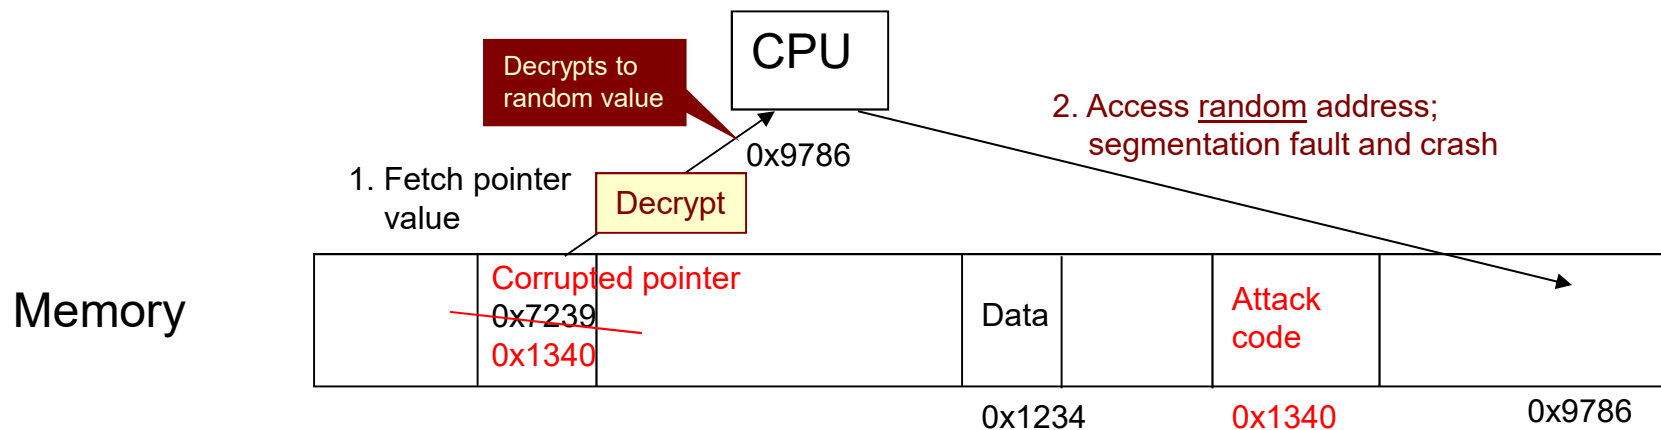 CPU
Decrypts to
random value
2. Access random address;
segmentation fault and crash
0x9786
1. Fetch pointer
value
Decrypt
Memory
Corrupted pointer
0x7239
0x1340
Data
Attack
code
0x1234
0x1340
0x9786